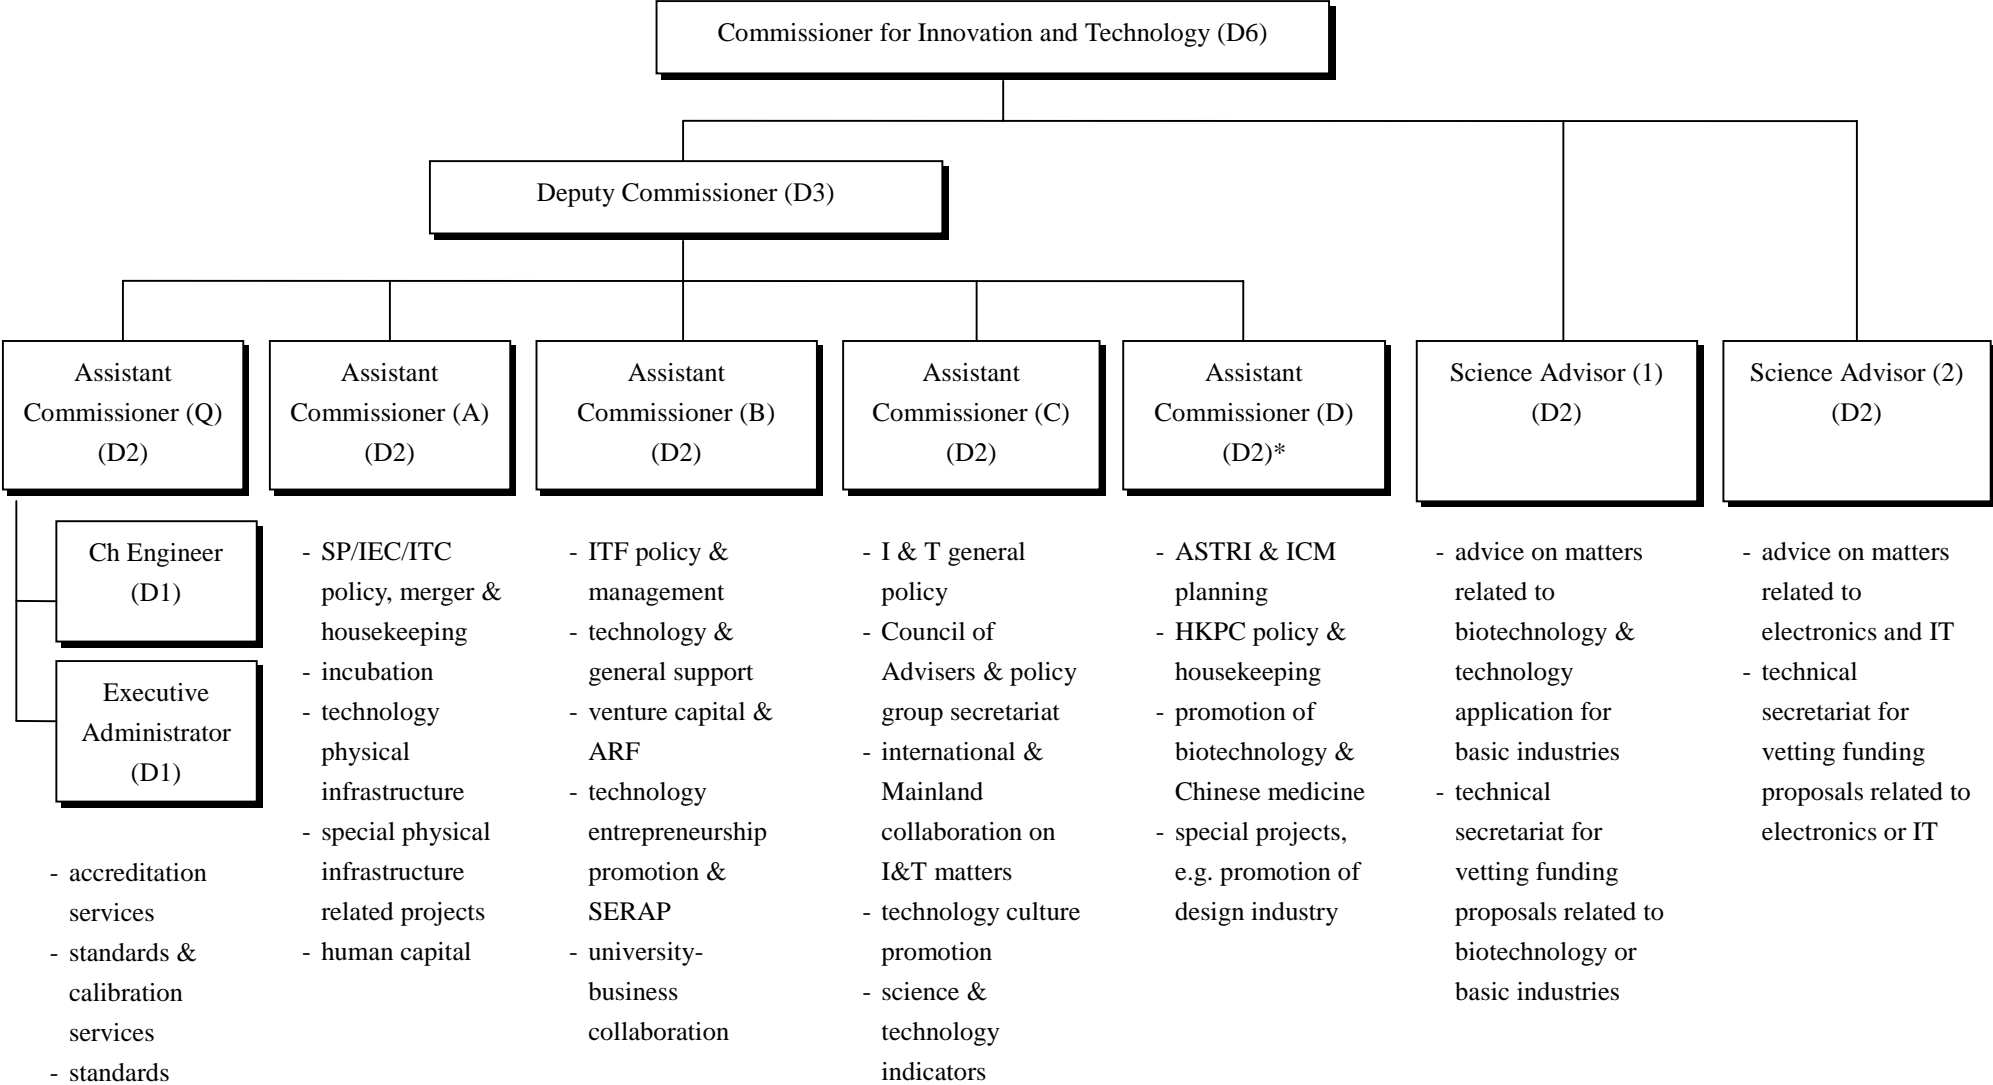 Commissioner for Innovation and Technology (D6)
Deputy Commissioner (D3)
Assistant
Commissioner (Q)
(D2)
Assistant
Commissioner (A)
(D2)
Assistant
Commissioner (B)
(D2)
Assistant
Commissioner (C)
(D2)
Assistant
Commissioner (D)
(D2)*
Science Advisor (1)
(D2)
Science Advisor (2)
(D2)
Ch Engineer
(D1)
Executive
Administrator
(D1)
- accreditation
services
- standards &
calibration
services
- standards
- SP/IEC/ITC
policy, merger &
housekeeping
- incubation
- technology
physical
infrastructure
- special physical
infrastructure
related projects
- human capital
- ITF policy &
management
- technology &
general support
- venture capital &
ARF
- technology
entrepreneurship
promotion &
SERAP
- university-
business
collaboration
- I & T general
policy
- Council of
Advisers & policy
group secretariat
- international &
Mainland
collaboration on
I&T matters
- technology culture
promotion
- science &
technology
indicators
- ASTRI & ICM
planning
- HKPC policy &
housekeeping
- promotion of
biotechnology &
Chinese medicine
- special projects,
e.g. promotion of
design industry
- advice on matters
related to
biotechnology &
technology
application for
basic industries
- technical
secretariat for
vetting funding
proposals related to
biotechnology or
basic industries
- advice on matters
related to
electronics and IT
- technical
secretariat for
vetting funding
proposals related to
electronics or IT